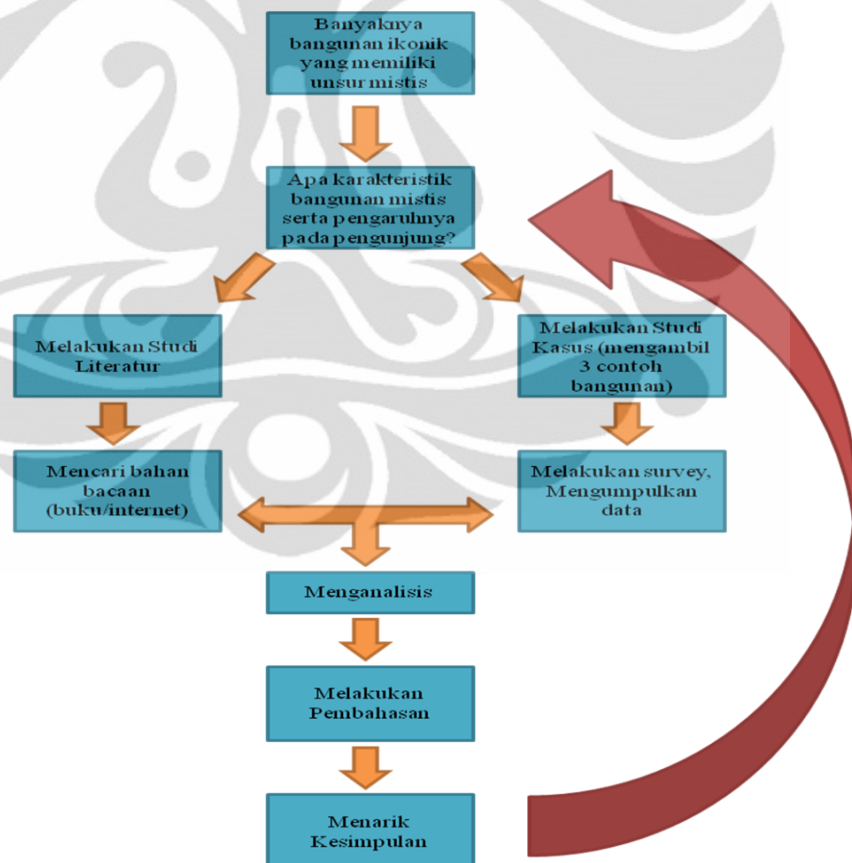 Banyaknya
bangunan ikonik
yang memiliki
unsur mistis
Apa karakteristik
bangunan mistis
serta pengaruhnya
pada pengunjung?
Melakukan Studi
Literatur
Melakukan Studi
Kasus (mengambil
3 contoh
bangunan)
Mencari bahan
bacaan
(buku/internet)
Melakukan survey,
Mengumpulkan
data
Menganalisis
Melakukan
Pembahasan
Menarik
Kesimpulan